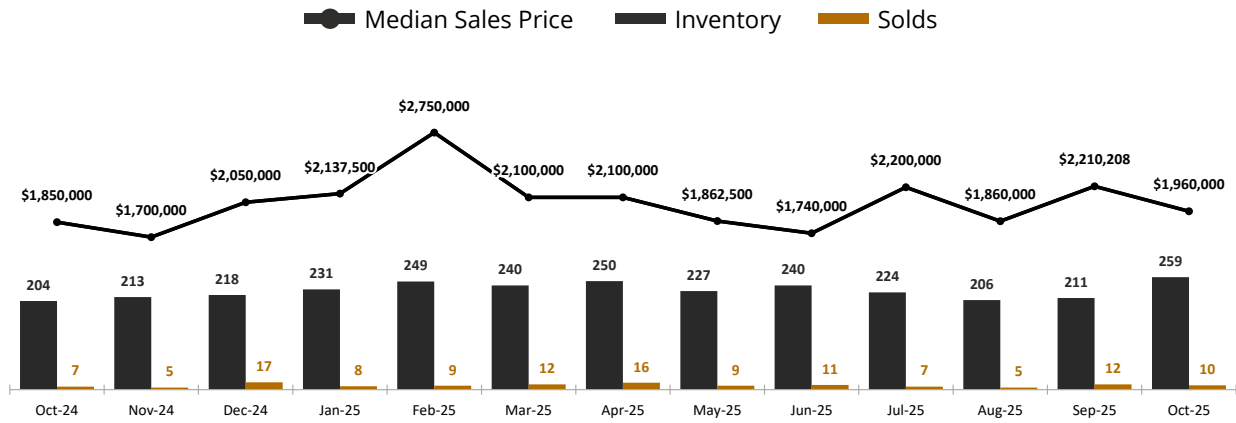 Median Sales Price Inventory Solds
$2,750,000
$2,137,500 $2,100,000 $2,100,000 $2,200,000 $2,210,208
$1,850,000 $1,700,000 $2,050,000 $1,862,500 $1,740,000 $1,860,000 $1,960,000
204 213 218 231 249 240 250 227 240 224 206 211 259
7 5 17 8 9 12 16 9 11 7 5 12 10
Oct-24 Nov-24 Dec-24 Jan-25 Feb-25 Mar-25 Apr-25 May-25 Jun-25 Jul-25 Aug-25 Sep-25 Oct-25